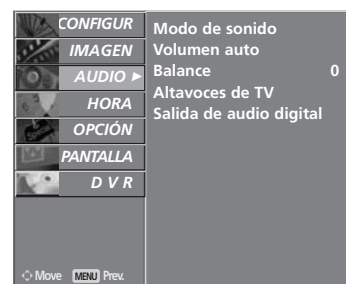 CONFIGUR
IMAGEN
AUDIO ►
HORA
OPCIÓN
PANTALLA
D V R
Move MENU Prev.
Modo de sonido
Volumen auto
Balance 0
Altavoces de TV
Salida de audio digital